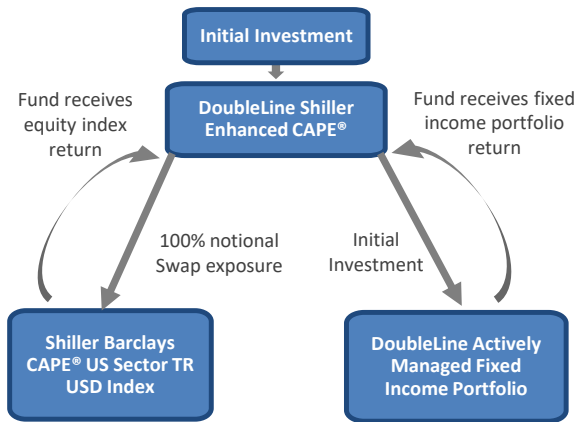 Initial Investment
DoubleLine Shiller
Enhanced CAPE®
Fund receives
equity index
return
Fund receives fixed
income portfolio
return
100% notional
Swap exposure
Initial
Investment
Shiller Barclays
CAPE® US Sector TR
USD Index
DoubleLine Actively
Managed Fixed
Income Portfolio